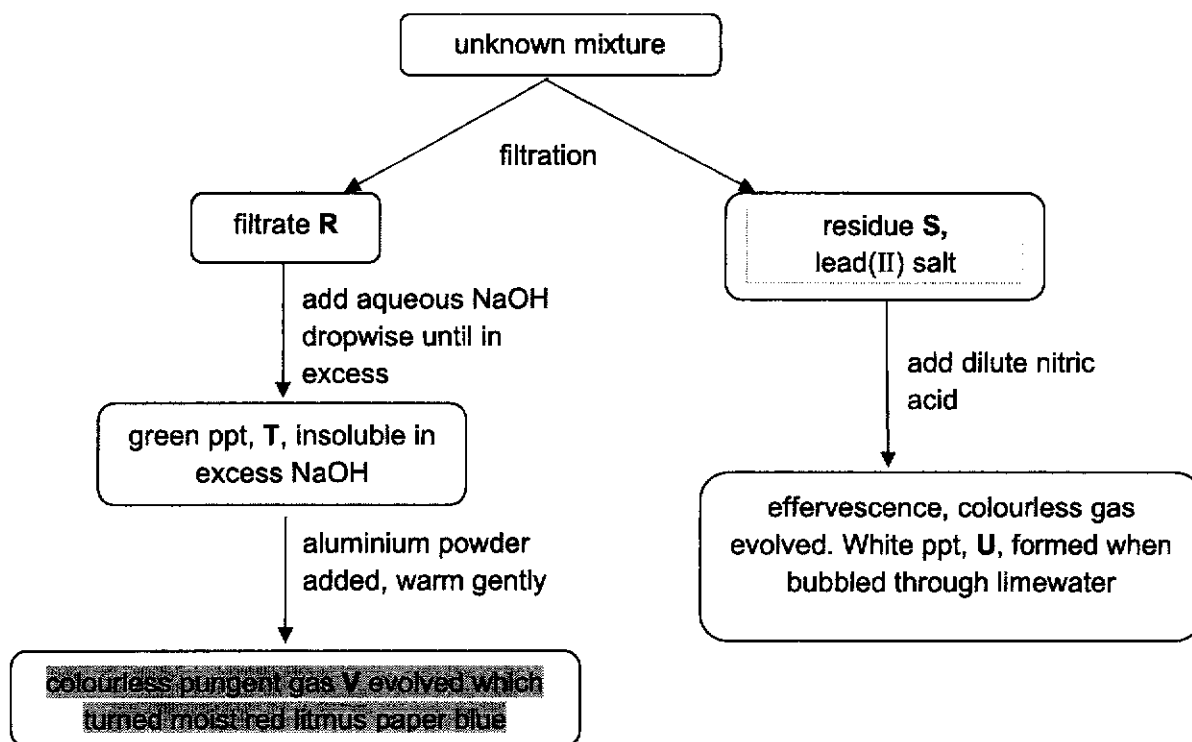 unknown mixture
filtration
filtrate R
residue S,
lead(II) salt
add aqueous NaOH
dropwise until in
excess
add dilute nitric
acid
green ppt, T, insoluble in
excess NaOH
effervescence, colourless gas
evolved. White ppt, U, formed when
bubbled through limewater
aluminium powder
added, warm gently
colourless pungent gas V evolved which
turned moist red litmus paper blue